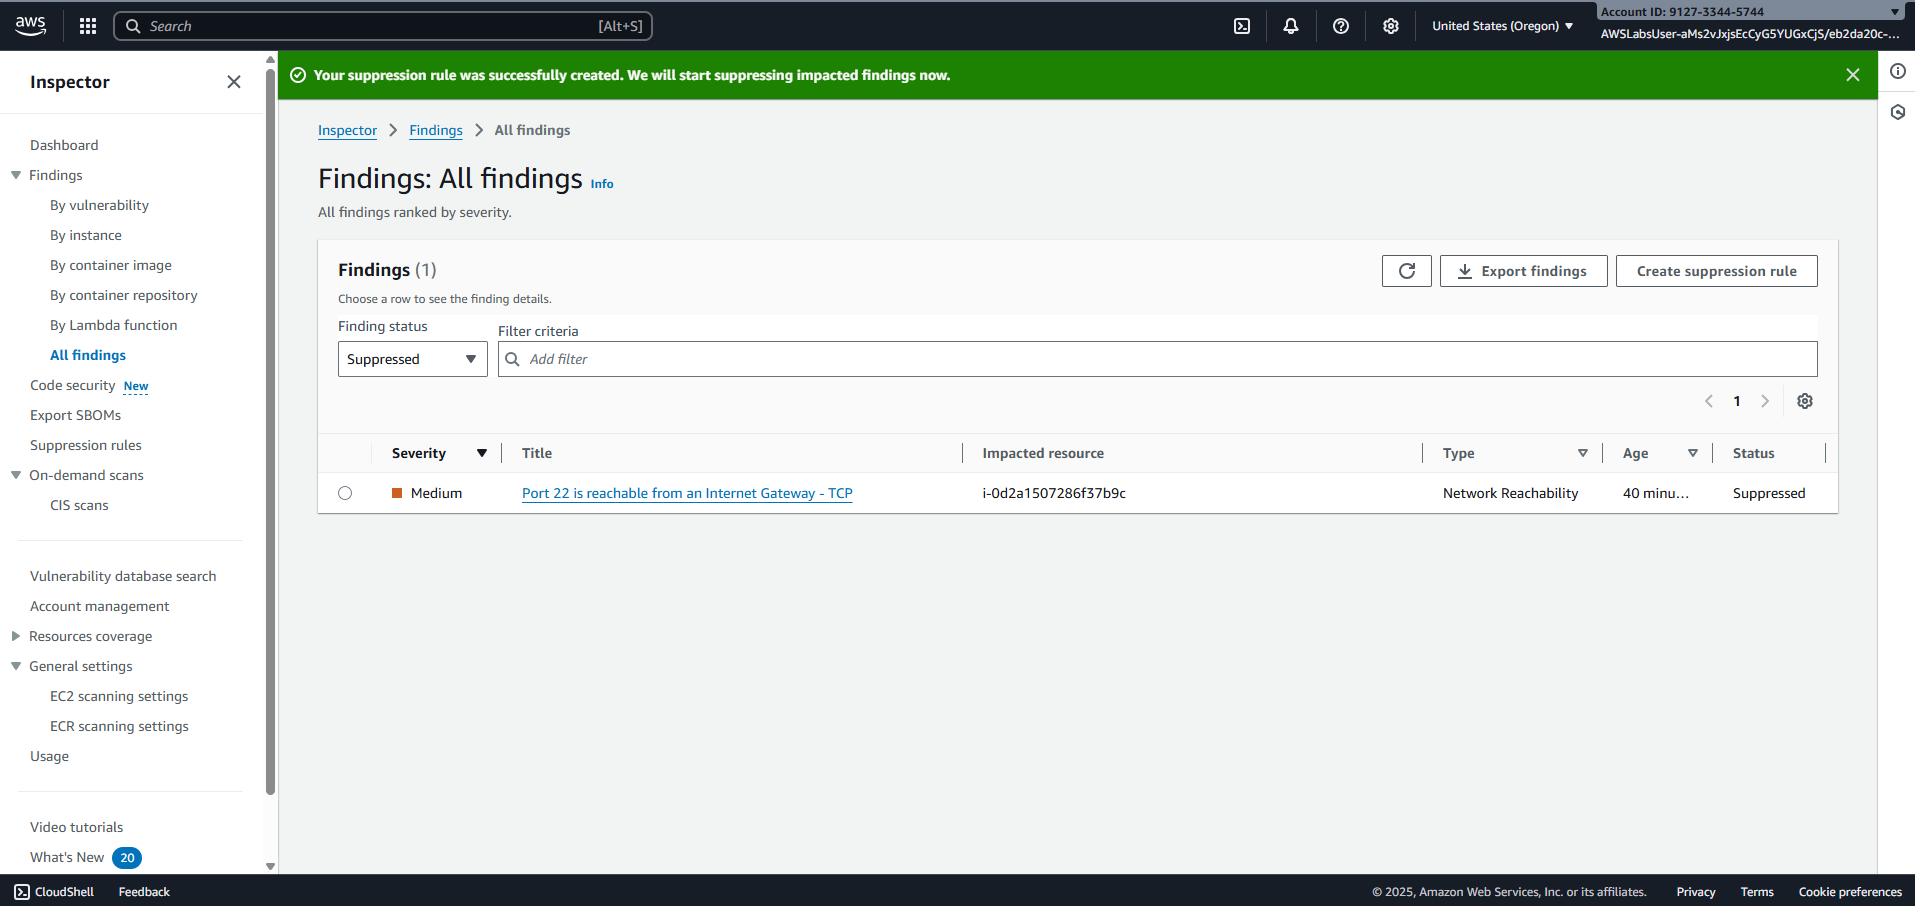 aws
Search
[Alt+S]
United States (Oregon)
Account ID: 9127-3344-5744
AWSLabsUser-aMs2vJxjsEcCyG5YUGxCjS/eb2da20c-...
Inspector
Your suppression rule was successfully created. We will start suppressing impacted findings now.
Dashboard
Findings
By vulnerability
By instance
By container image
By container repository
By Lambda function
All findings
Code security New
Export SBOMs
Suppression rules
On-demand scans
CIS scans
Vulnerability database search
Account management
Resources coverage
General settings
EC2 scanning settings
ECR scanning settings
Usage
Video tutorials
What's New 20
Inspector > Findings > All findings
Findings: All findings Info
All findings ranked by severity.
Findings (1)
Export findings
Create suppression rule
Choose a row to see the finding details.
Finding status
Filter criteria
Suppressed
Add filter
1
Severity Title Impacted resource Type Age Status
Medium Port 22 is reachable from an Internet Gateway - TCP i-0d2a1507286f37b9c Network Reachability 40 minu... Suppressed
CloudShell Feedback © 2025, Amazon Web Services, Inc. or its affiliates. Privacy Terms Cookie preferences